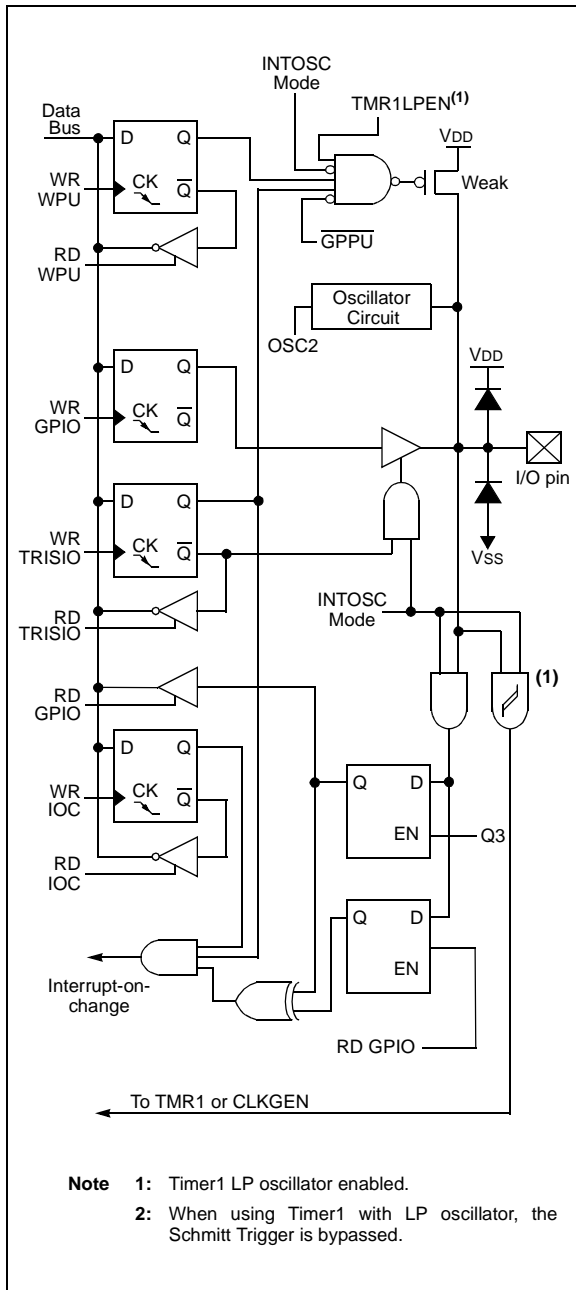 INTOSC
Mode
TMR1LPEN(1)
Data
Bus
VDD
D Q
WR
WPU
CK Q
Weak
RD
WPU
GPPU
Oscillator
Circuit
OSC2
VDD
D Q
WR
GPIO
CK Q
I/O pin
D Q
WR
TRISIO
CK Q
VSS
INTOSC
Mode
RD
TRISIO
(1)
RD
GPIO
D Q
Q D
WR
IOC
CK Q
EN
Q3
RD
IOC
Q D
EN
Interrupt-on-
change
RD GPIO
To TMR1 or CLKGEN
Note 1: Timer1 LP oscillator enabled.
2: When using Timer1 with LP oscillator, the
Schmitt Trigger is bypassed.